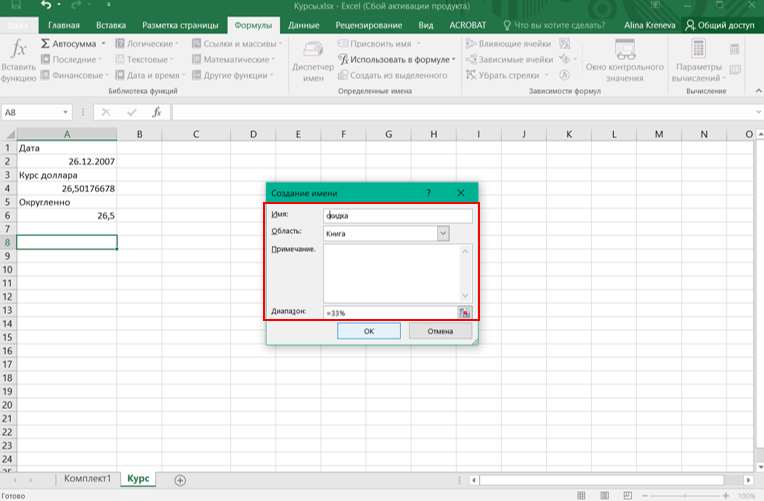 Курсы.xlsx - Excel (Сбой активации продукта)
Главная Вставка Разметка страницы Формулы Данные Рецензирование Вид ACROBAT Что вы хотите сделать? Alina Kreneva Общий доступ
fx Σ Автосумма Логические Ссылки и массивы Присвоить имя Влияющие ячейки
Вставить функцию Последние Текстовые Математические Диспетчер имен Использовать в формуле Зависимые ячейки Окно контрольного значения Параметры вычислений
Финансовые Дата и время Другие функции Создать из выделенного Убрать стрелки
Библиотека функций Определенные имена Зависимости формул Вычисление
A8 fx
A B C D E F G H I J K L M N O
1 Дата
2 26.12.2007
3 Курс доллара
4 26,50176678
5 Округленно
6 26,5
7
8
9
10
11
12
13
14
15
16
17
18
19
20
21
22
23
24
25
Создание имени ?
Имя: скидка
Область: Книга
Примечание:
Диапазон: =33%
ОК Отмена
Комплект1 Курс
Готово 100%